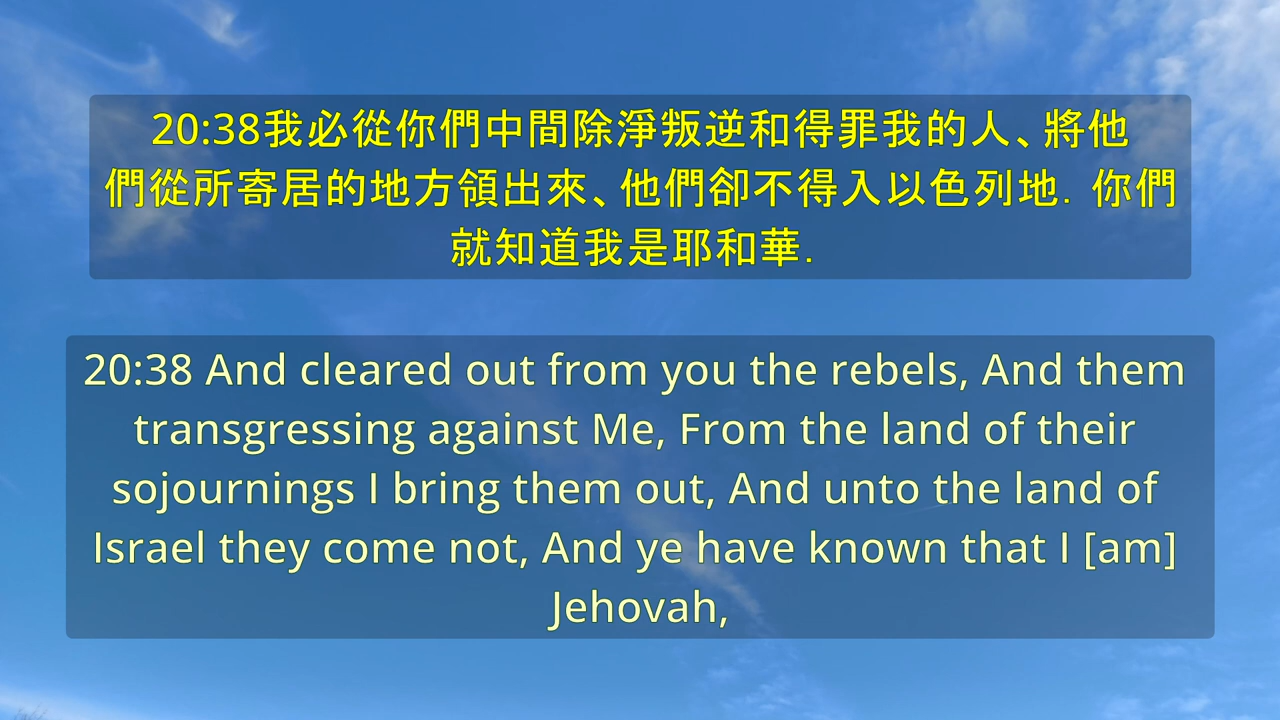 20:38我必從你們中間除淨叛逆和得罪我的人、將他
們從所寄居的地方領出來、他們卻不得入以色列地. 你們
就知道我是耶和華.
20:38 And cleared out from you the rebels, And them
transgressing against Me, From the land of their
sojournings I bring them out, And unto the land of
Israel they come not, And ye have known that I [am]
Jehovah,